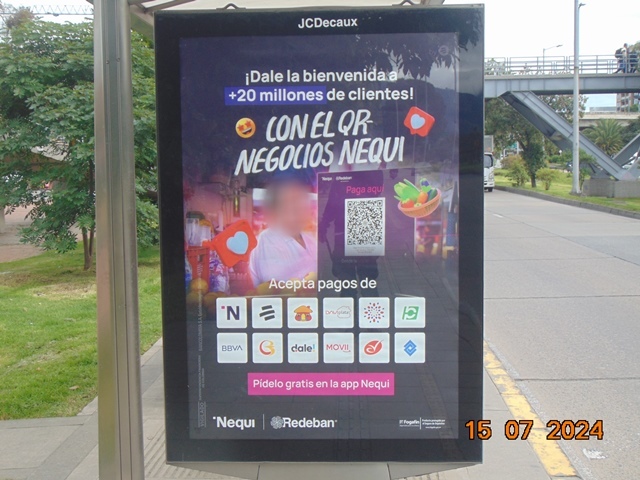 JCDecaux
¡Dale la bienvenida a
+20 millones de clientes!
CON EL QR
NEGOCIOS NEQUI
Paga aquí
Acepta pagos de
N
BBVA
dale!
MOVII
Pídelo gratis en la app Nequi
Nequi
Redeban
Fogafín
15 07 2024